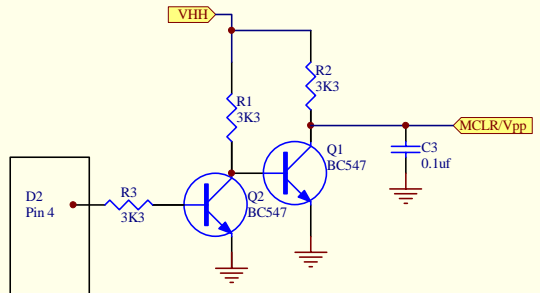 VHH
R2
3K3
R1
3K3
MCLR/Vpp
Q1
BC547
C3
0.1uf
D2
Pin 4
R3
3K3
Q2
BC547